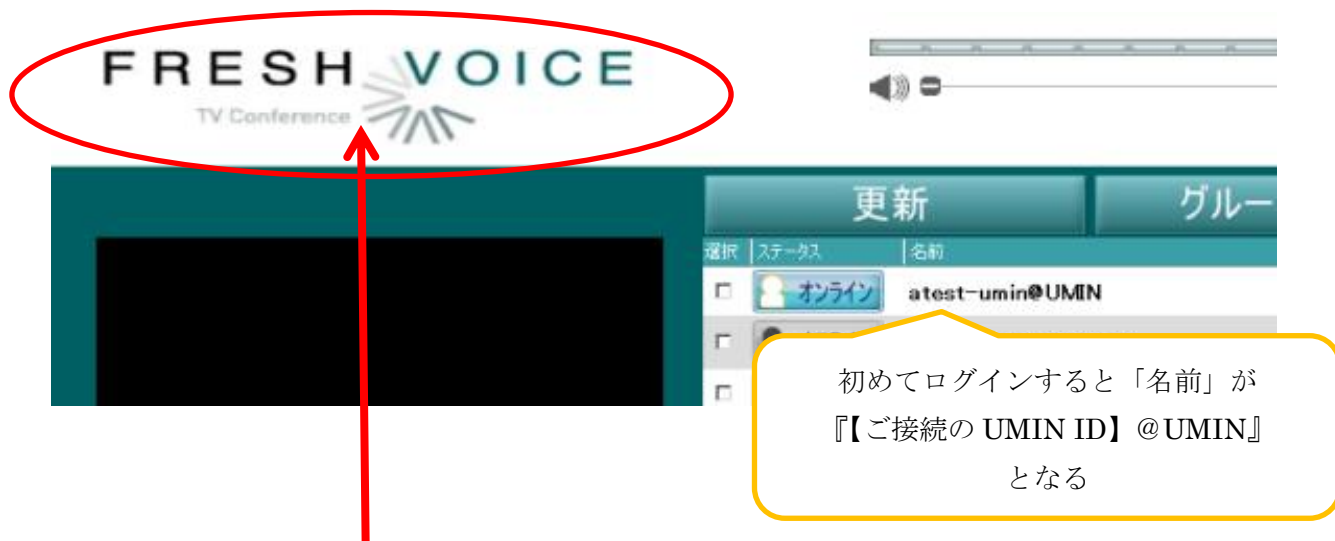 FRESH VOICE
TV Conference
更新
グルー
選択 ステータス 名前
オンライン atest-umin@UMIN
初めてログインすると「名前」が
『【ご接続の UMIN ID】@UMIN』
となる